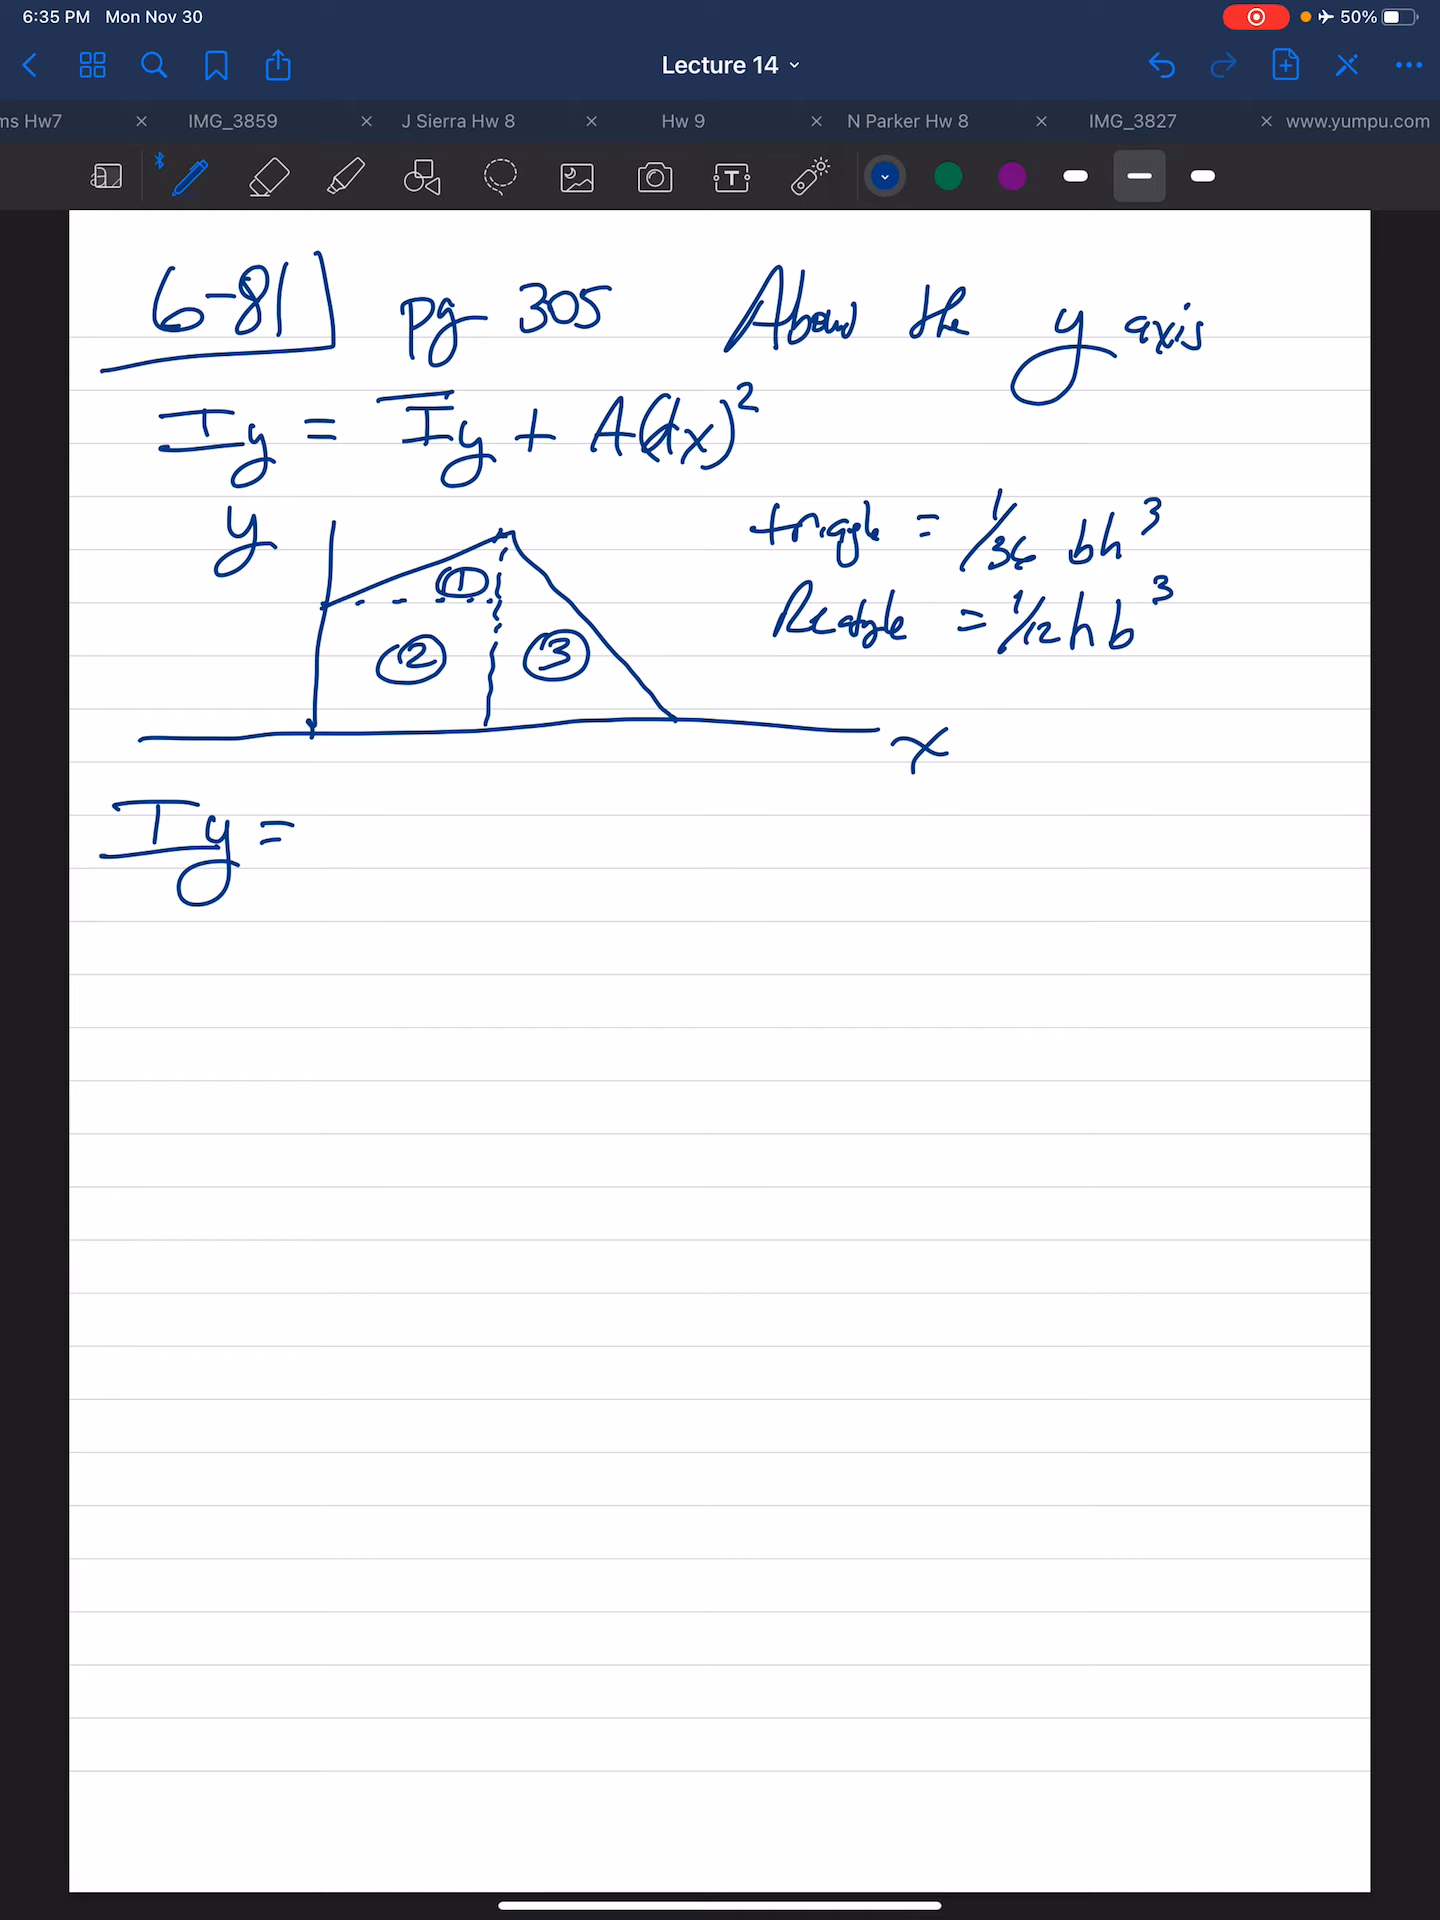 6:35 PM Mon Nov 30 50%
Lecture 14
ms Hw7 IMG_3859 J Sierra Hw 8 Hw 9 N Parker Hw 8 IMG_3827 www.yumpu.com
6-81 pg 305 About the y axis
Iy = Īy + A(dx)²
y
triangle = 1/36 bh³
Rectangle = 1/12 hb³
①
② ③
x
Iy =